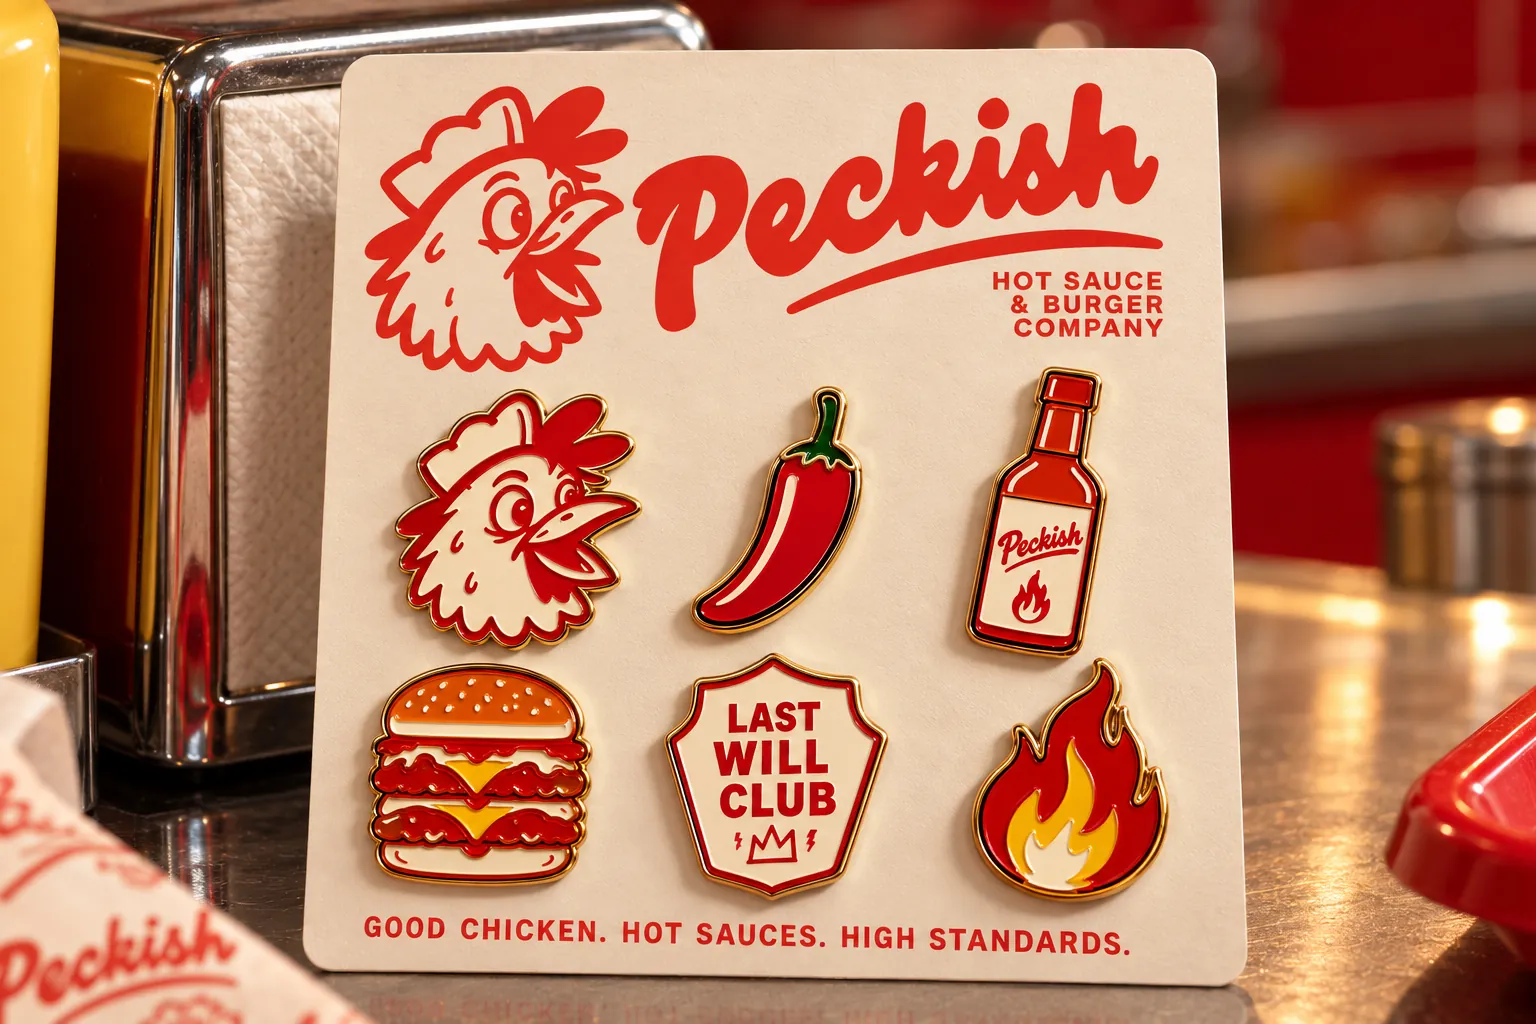 Peckish
HOT SAUCE
& BURGER
COMPANY
Peckish
LAST
WILL
CLUB
GOOD CHICKEN. HOT SAUCES. HIGH STANDARDS.
Peckish